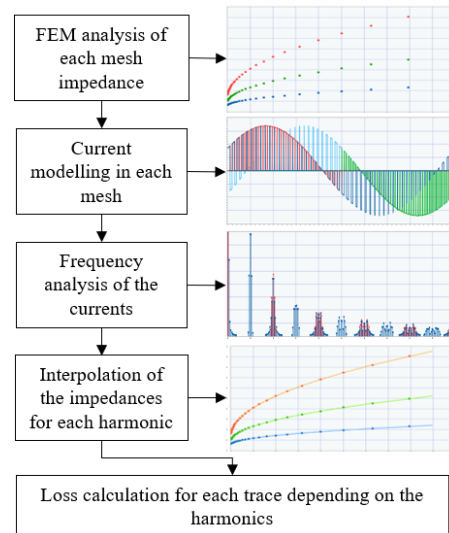 FEM analysis of
each mesh
impedance
Current
modelling in each
mesh
Frequency
analysis of the
currents
Interpolation of
the impedances
for each harmonic
Loss calculation for each trace depending on the
harmonics